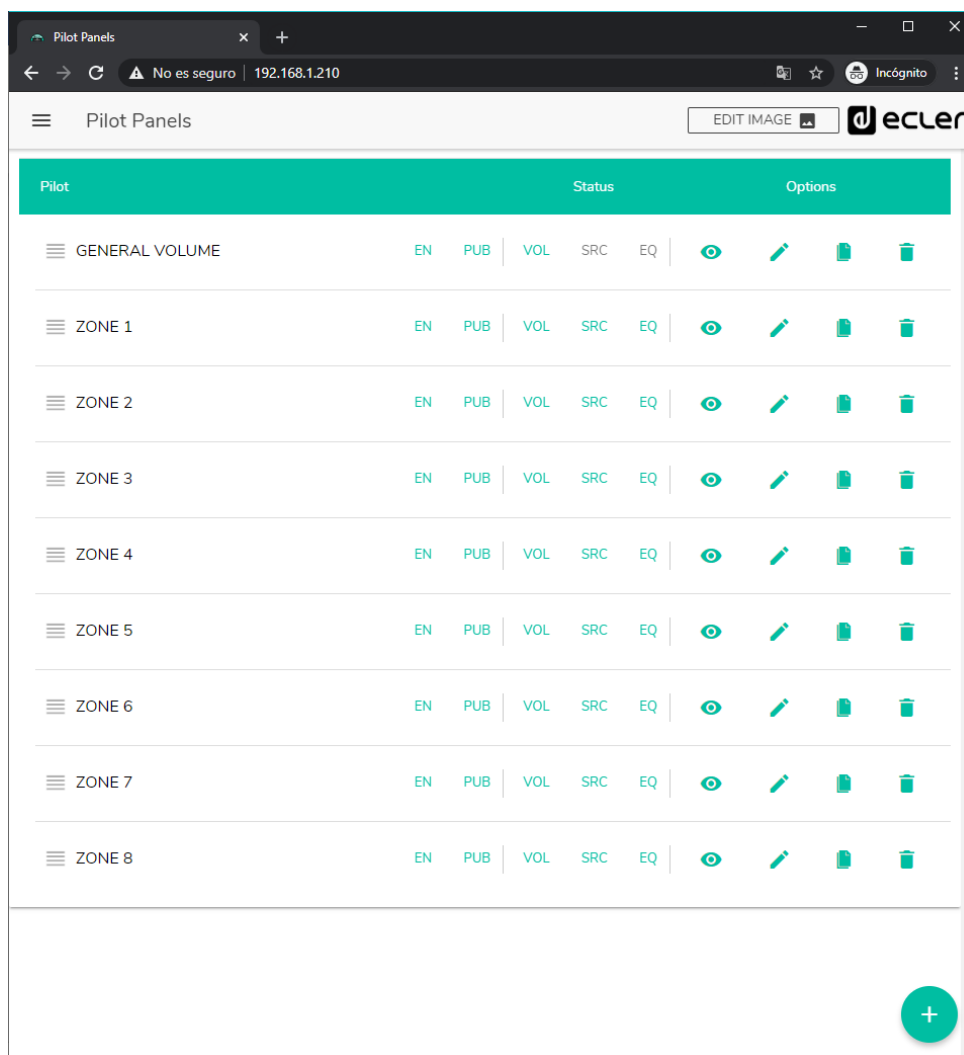 Pilot Panels
No es seguro 192.168.1.210 Incógnito
Pilot Panels EDIT IMAGE ecler
Pilot Status Options
GENERAL VOLUME EN PUB VOL SRC EQ
ZONE 1 EN PUB VOL SRC EQ
ZONE 2 EN PUB VOL SRC EQ
ZONE 3 EN PUB VOL SRC EQ
ZONE 4 EN PUB VOL SRC EQ
ZONE 5 EN PUB VOL SRC EQ
ZONE 6 EN PUB VOL SRC EQ
ZONE 7 EN PUB VOL SRC EQ
ZONE 8 EN PUB VOL SRC EQ